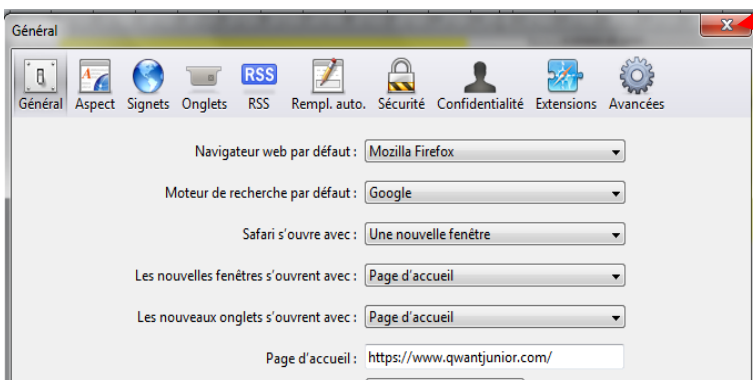 Général
RSS
Général Aspect Signets Onglets RSS Rempl. auto. Sécurité Confidentialité Extensions Avancées
Navigateur web par défaut : Mozilla Firefox
Moteur de recherche par défaut : Google
Safari s'ouvre avec : Une nouvelle fenêtre
Les nouvelles fenêtres s'ouvrent avec : Page d'accueil
Les nouveaux onglets s'ouvrent avec : Page d'accueil
Page d'accueil : https://www.qwantjunior.com/